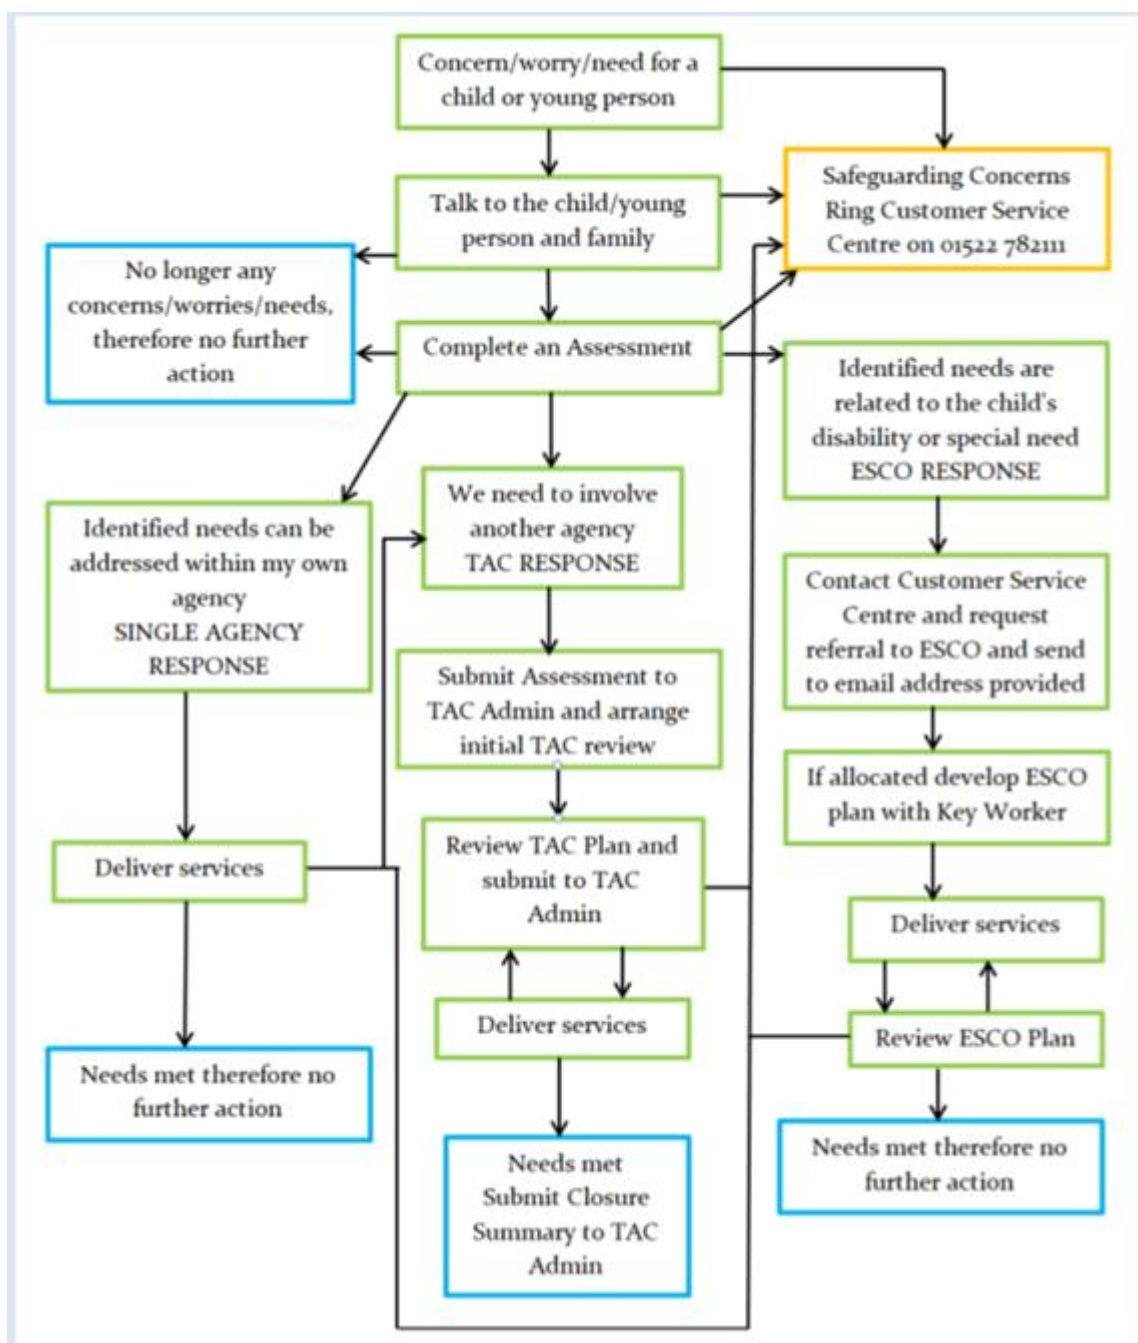 Concern/worry/need for a
child or young person
Safeguarding Concerns
Ring Customer Service
Centre on 01522 782111
Talk to the child/young
person and family
No longer any
concerns/worries/needs,
therefore no further
action
Complete an Assessment
Identified needs are
related to the child's
disability or special need
ESCO RESPONSE
We need to involve
another agency
TAC RESPONSE
Identified needs can be
addressed within my own
agency
SINGLE AGENCY
RESPONSE
Contact Customer Service
Centre and request
referral to ESCO and send
to email address provided
Submit Assessment to
TAC Admin and arrange
initial TAC review
If allocated develop ESCO
plan with Key Worker
Deliver services
Review TAC Plan and
submit to TAC
Admin
Deliver services
Deliver services
Review ESCO Plan
Needs met therefore no
further action
Needs met
Submit Closure
Summary to TAC
Admin
Needs met therefore no
further action